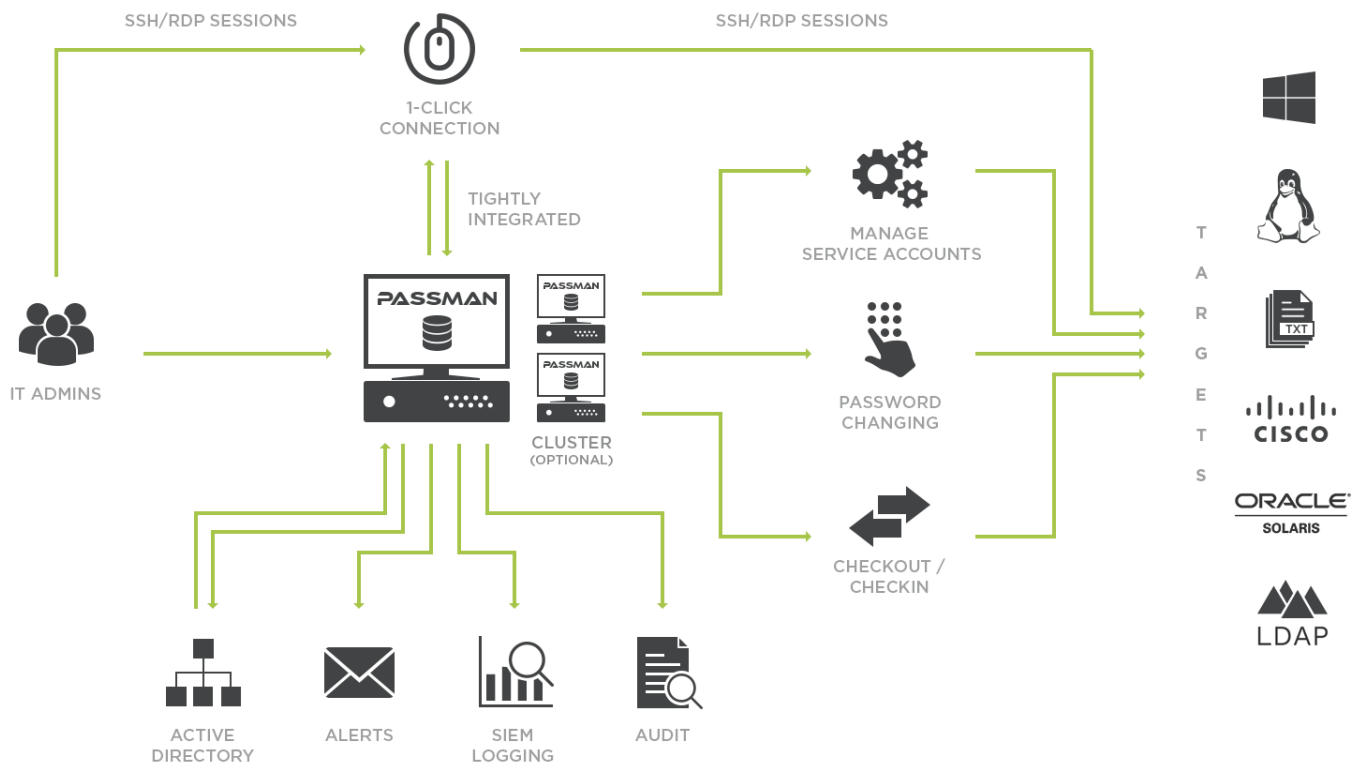 SSH/RDP SESSIONS
SSH/RDP SESSIONS
1-CLICK
CONNECTION
TIGHTLY
INTEGRATED
MANAGE
SERVICE ACCOUNTS
PASSMAN
PASSMAN
PASSMAN
IT ADMINS
CLUSTER
(OPTIONAL)
PASSWORD
CHANGING
CHECKOUT /
CHECKIN
T
A
R
G
E
T
S
TXT
CISCO
ORACLE®
SOLARIS
LDAP
ACTIVE
DIRECTORY
ALERTS
SIEM
LOGGING
AUDIT